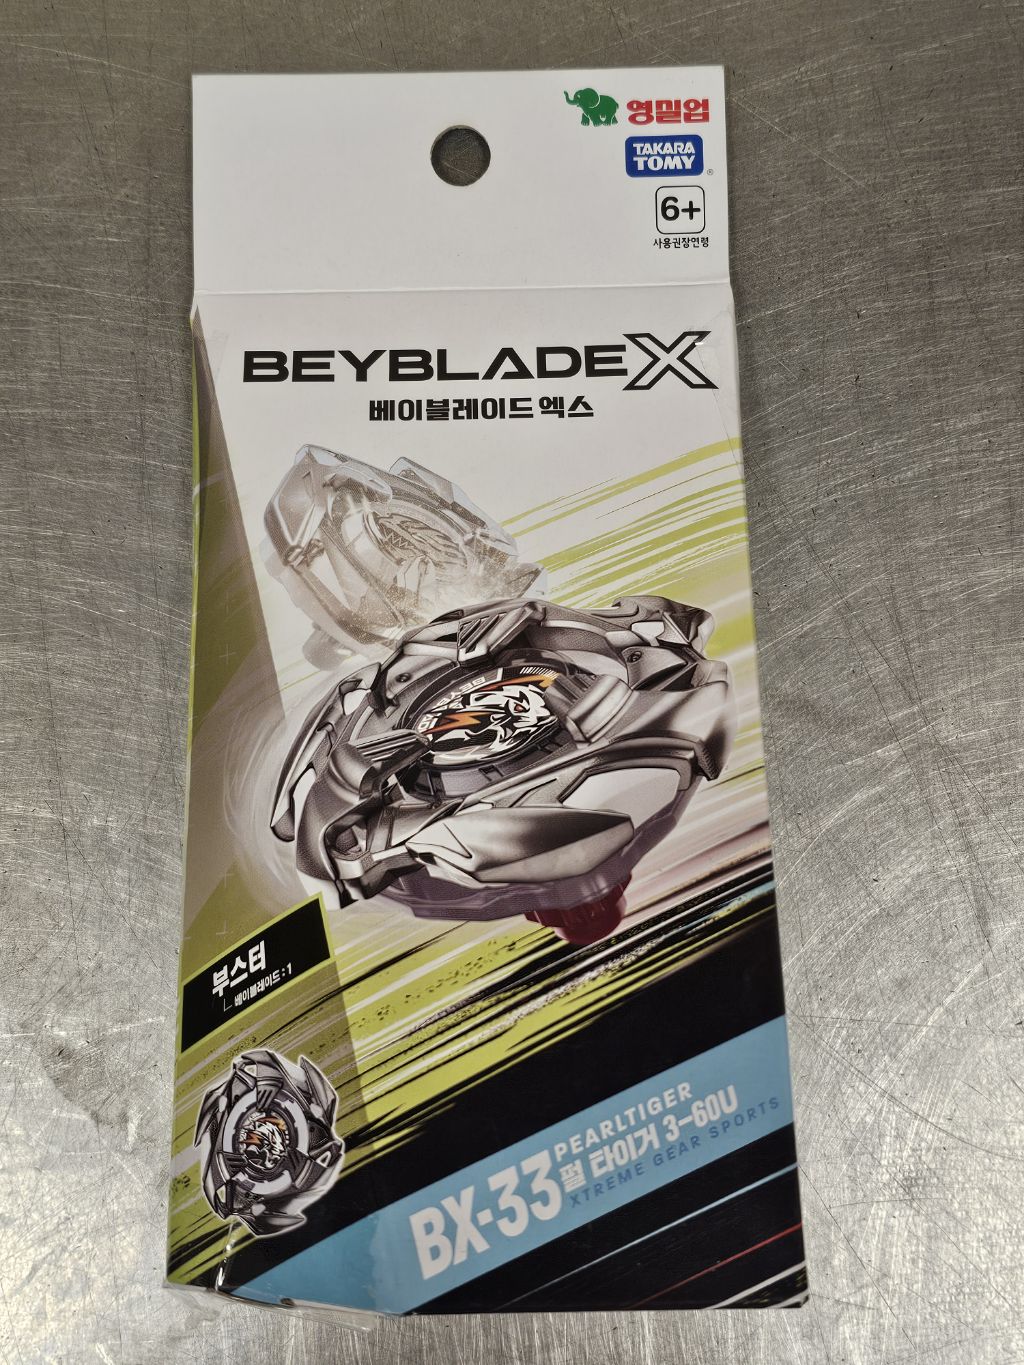 영밀업
TAKARA
TOMY
6+
사용권장연령
BEYBLADE X
베이블레이드 엑스
부스터
베이블레이드 : 1
PEARLTIGER
BX-33 펄 타이거 3-60U
XTREME GEAR SPORTS